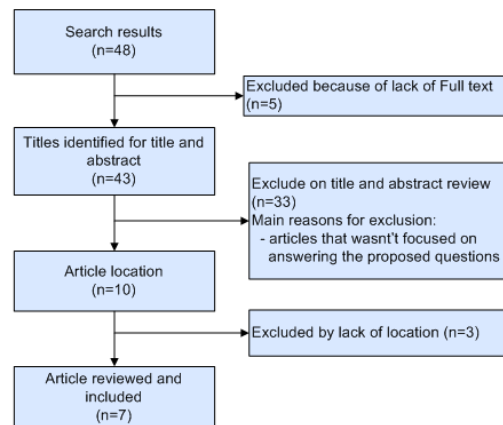 Search results
(n=48)
Excluded because of lack of Full text
(n=5)
Titles identified for title and
abstract
(n=43)
Exclude on title and abstract review
(n=33)
Main reasons for exclusion:
- articles that wasn't focused on
answering the proposed questions
Article location
(n=10)
Excluded by lack of location (n=3)
Article reviewed and
included
(n=7)